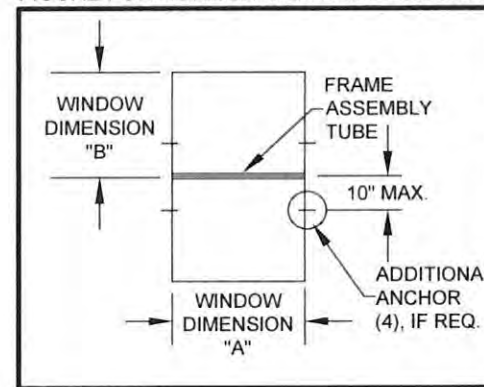 WINDOW
DIMENSION
"B"
FRAME
ASSEMBLY
TUBE
10" MAX.
ADDITIONA
ANCHOR
(4), IF REQ.
WINDOW
DIMENSION
"A"